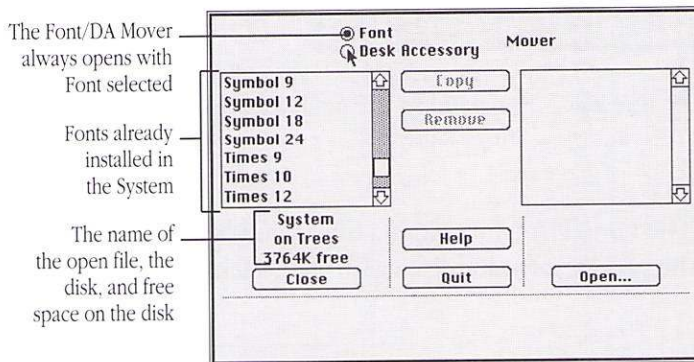 The Font/DA Mover
always opens with
Font selected
Fonts already
installed in
the System
The name of
the open file, the
disk, and free
space on the disk
Font
Desk Accessory
Mover
Symbol 9
Symbol 12
Symbol 18
Symbol 24
Times 9
Times 10
Times 12
Copy
Remove
System
on Trees
3764K free
Close
Help
Quit
Open...